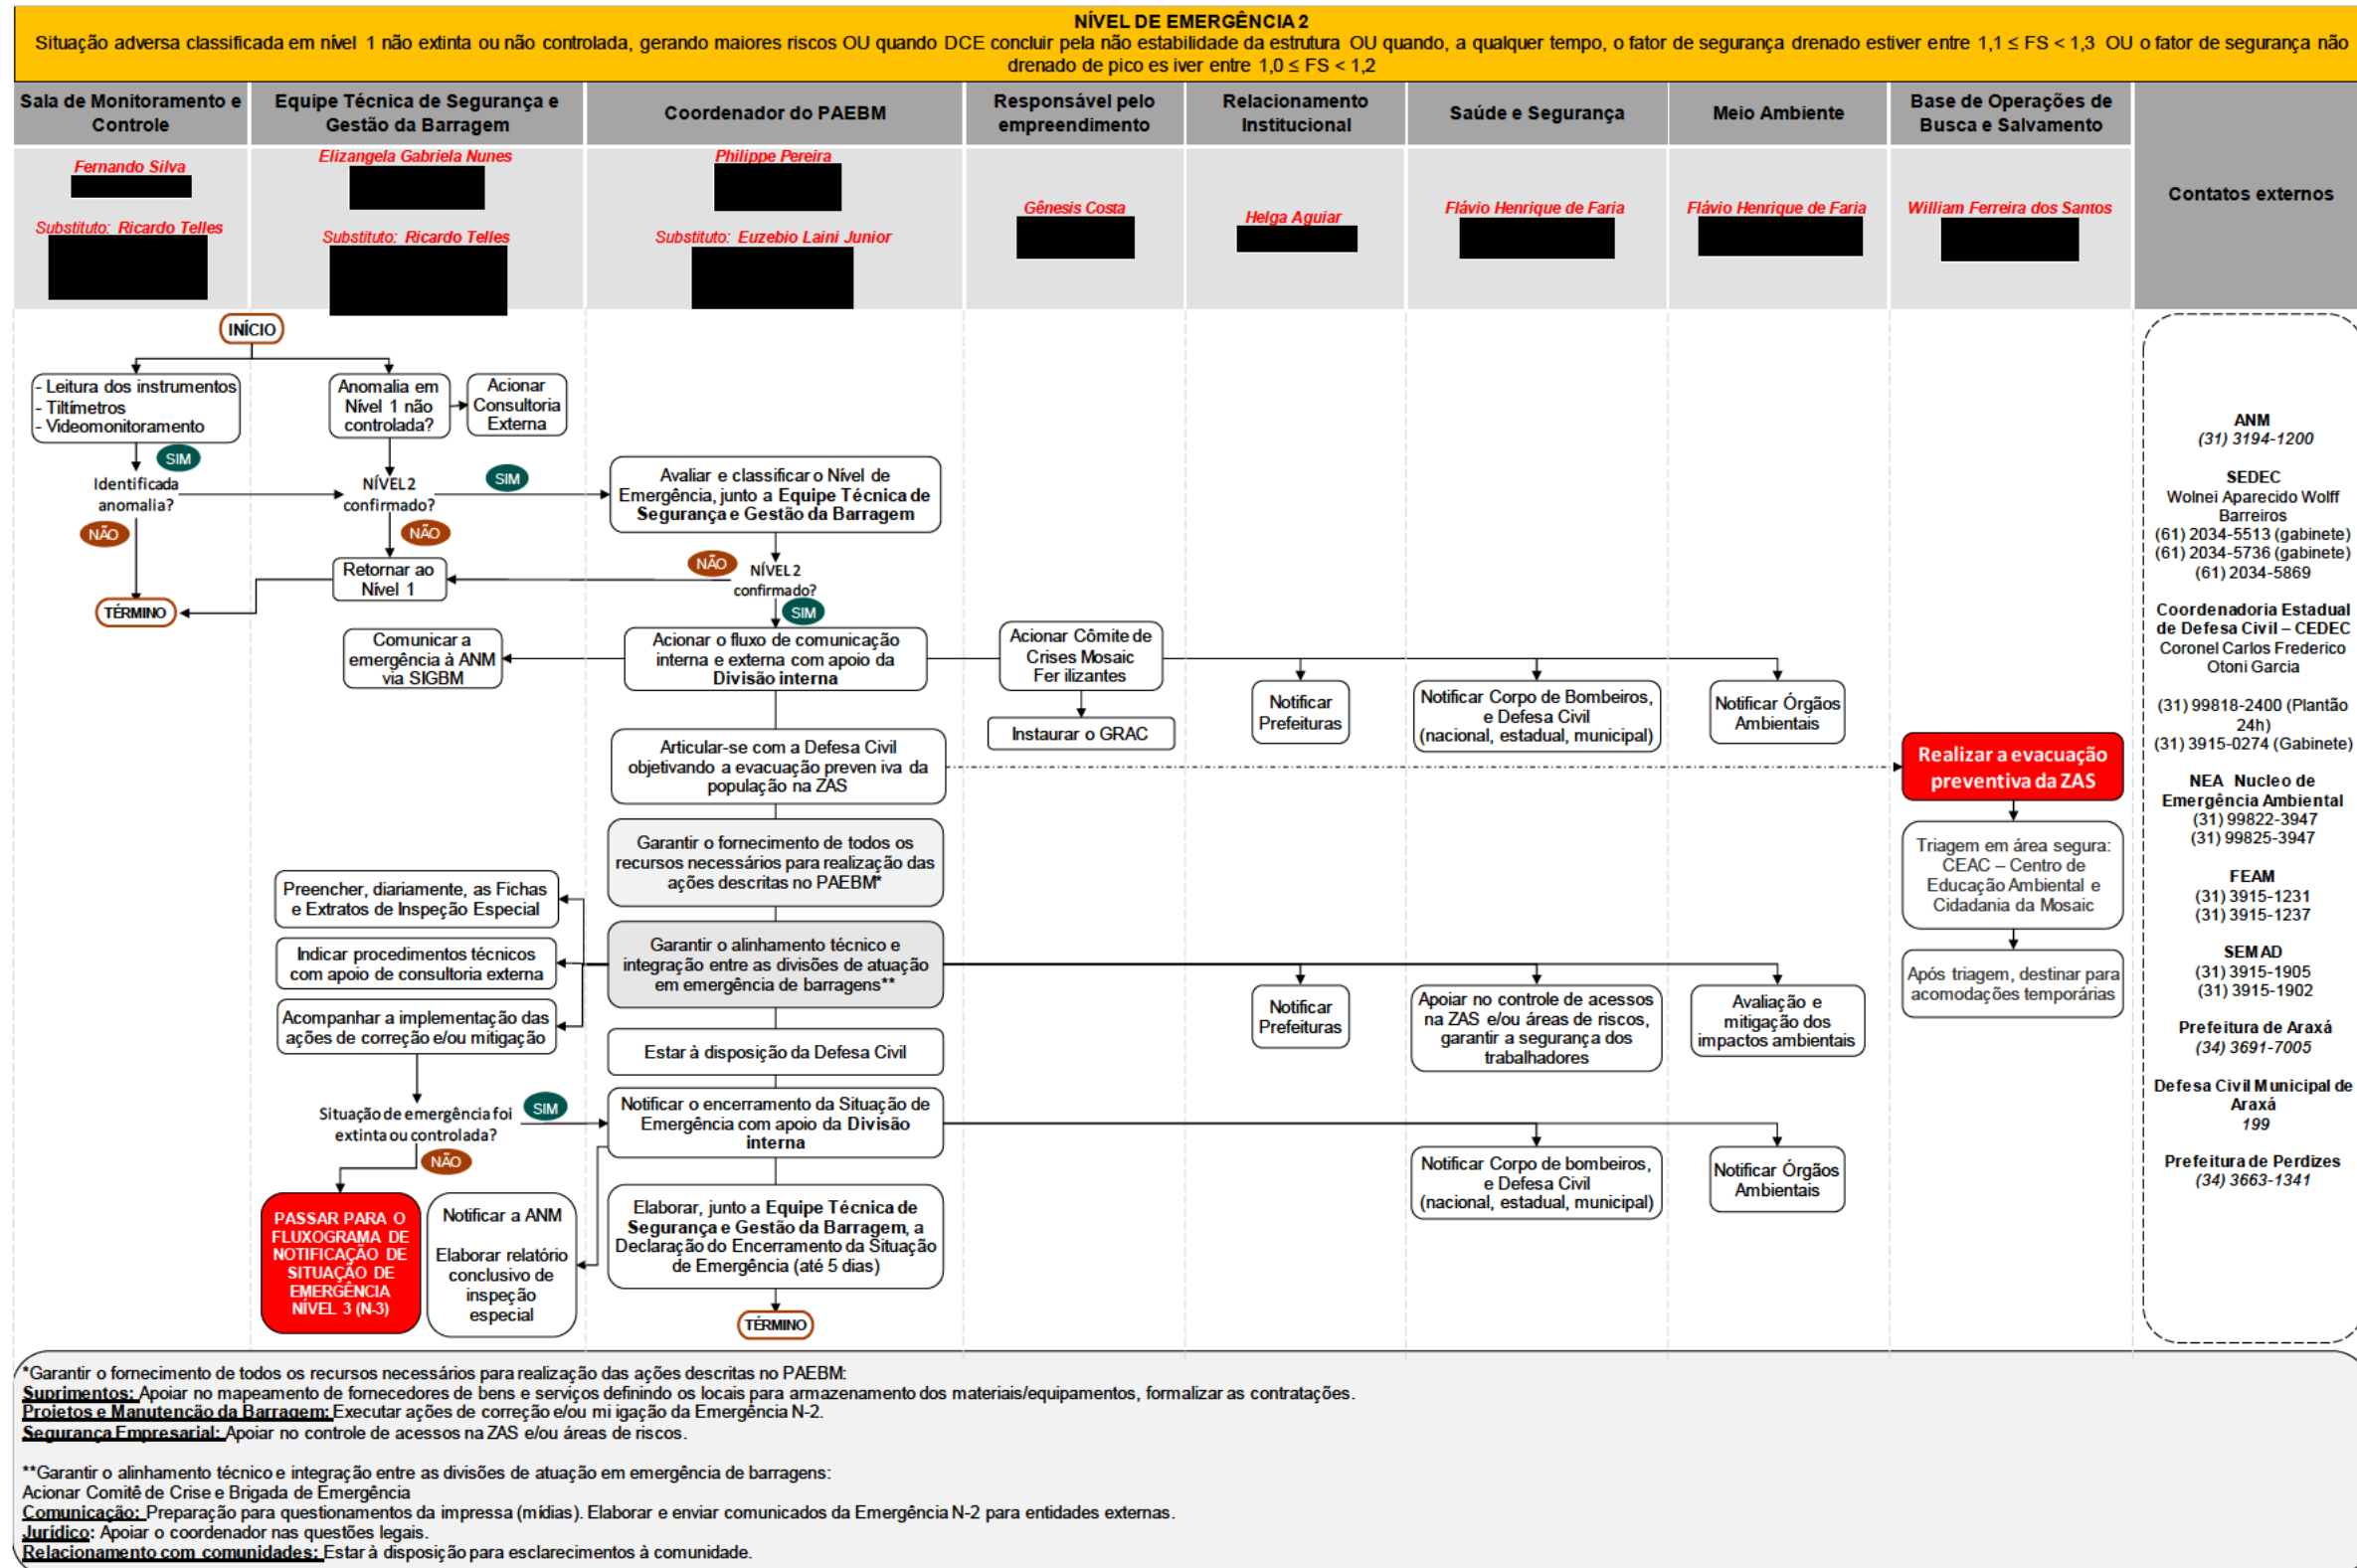 NÍVEL DE EMERGÊNCIA 2
Situação adversa classificada em nível 1 não extinta ou não controlada, gerando maiores riscos OU quando DCE concluir pela não estabilidade da estrutura OU quando, a qualquer tempo, o fator de segurança drenado estiver entre 1,1 ≤ FS < 1,3 OU o fator de segurança não
drenado de pico es iver entre 1,0 ≤ FS < 1,2
Sala de Monitoramento e
Controle
Equipe Técnica de Segurança e
Gestão da Barragem
Coordenador do PAEBM
Responsável pelo
empreendimento
Relacionamento
Institucional
Saúde e Segurança
Meio Ambiente
Base de Operações de
Busca e Salvamento
Contatos externos
Fernando Silva
Substituto: Ricardo Telles
Elizangela Gabriela Nunes
Substituto: Ricardo Telles
Philippe Pereira
Substituto: Euzebio Laini Junior
Gênesis Costa
Helga Aguiar
Flávio Henrique de Faria
Flávio Henrique de Faria
William Ferreira dos Santos
INÍCIO
- Leitura dos instrumentos
- Tiltímetros
- Videomonitoramento
Anomalia em
Nível 1 não
controlada?
Acionar
Consultoria
Externa
SIM
Identificada
anomalia?
NÃO
NÍVEL 2
confirmado?
SIM
NÃO
Avaliar e classificar o Nível de
Emergência, junto a Equipe Técnica de
Segurança e Gestão da Barragem
Retornar ao
Nível 1
NÃO
NÍVEL 2
confirmado?
SIM
TÉRMINO
Comunicar a
emergência à ANM
via SIGBM
Acionar o fluxo de comunicação
interna e externa com apoio da
Divisão interna
Acionar Cômite de
Crises Mosaic
Fer ilizantes
Instaurar o GRAC
Notificar
Prefeituras
Notificar Corpo de Bombeiros,
e Defesa Civil
(nacional, estadual, municipal)
Notificar Órgãos
Ambientais
Articular-se com a Defesa Civil
objetivando a evacuação preven iva da
população na ZAS
Realizar a evacuação
preventiva da ZAS
Garantir o fornecimento de todos os
recursos necessários para realização das
ações descritas no PAEBM*
Triagem em área segura:
CEAC – Centro de
Educação Ambiental e
Cidadania da Mosaic
Preencher, diariamente, as Fichas
e Extratos de Inspeção Especial
Indicar procedimentos técnicos
com apoio de consultoria externa
Acompanhar a implementação das
ações de correção e/ou mitigação
Garantir o alinhamento técnico e
integração entre as divisões de atuação
em emergência de barragens**
Notificar
Prefeituras
Apoiar no controle de acessos
na ZAS e/ou áreas de riscos,
garantir a segurança dos
trabalhadores
Avaliação e
mitigação dos
impactos ambientais
Após triagem, destinar para
acomodações temporárias
Estar à disposição da Defesa Civil
Situação de emergência foi
extinta ou controlada?
SIM
NÃO
Notificar o encerramento da Situação de
Emergência com apoio da Divisão
interna
Notificar Corpo de bombeiros,
e Defesa Civil
(nacional, estadual, municipal)
Notificar Órgãos
Ambientais
PASSAR PARA O
FLUXOGRAMA DE
NOTIFICAÇÃO DE
SITUAÇÃO DE
EMERGÊNCIA
NÍVEL 3 (N-3)
Notificar a ANM
Elaborar relatório
conclusivo de
inspeção
especial
Elaborar, junto a Equipe Técnica de
Segurança e Gestão da Barragem, a
Declaração do Encerramento da Situação
de Emergência (até 5 dias)
TÉRMINO
ANM
(31) 3194-1200
SEDEC
Wolnei Aparecido Wolff
Barreiros
(61) 2034-5513 (gabinete)
(61) 2034-5736 (gabinete)
(61) 2034-5869
Coordenadoria Estadual
de Defesa Civil – CEDEC
Coronel Carlos Frederico
Otoni Garcia
(31) 99818-2400 (Plantão
24h)
(31) 3915-0274 (Gabinete)
NEA Nucleo de
Emergência Ambiental
(31) 99822-3947
(31) 99825-3947
FEAM
(31) 3915-1231
(31) 3915-1237
SEMAD
(31) 3915-1905
(31) 3915-1902
Prefeitura de Araxá
(34) 3691-7005
Defesa Civil Municipal de
Araxá
199
Prefeitura de Perdizes
(34) 3663-1341
*Garantir o fornecimento de todos os recursos necessários para realização das ações descritas no PAEBM:
Suprimentos: Apoiar no mapeamento de fornecedores de bens e serviços definindo os locais para armazenamento dos materiais/equipamentos, formalizar as contratações.
Projetos e Manutenção da Barragem: Executar ações de correção e/ou mi igação da Emergência N-2.
Segurança Empresarial: Apoiar no controle de acessos na ZAS e/ou áreas de riscos.
**Garantir o alinhamento técnico e integração entre as divisões de atuação em emergência de barragens:
Acionar Comitê de Crise e Brigada de Emergência
Comunicação: Preparação para questionamentos da impressa (mídias). Elaborar e enviar comunicados da Emergência N-2 para entidades externas.
Jurídico: Apoiar o coordenador nas questões legais.
Relacionamento com comunidades: Estar à disposição para esclarecimentos à comunidade.